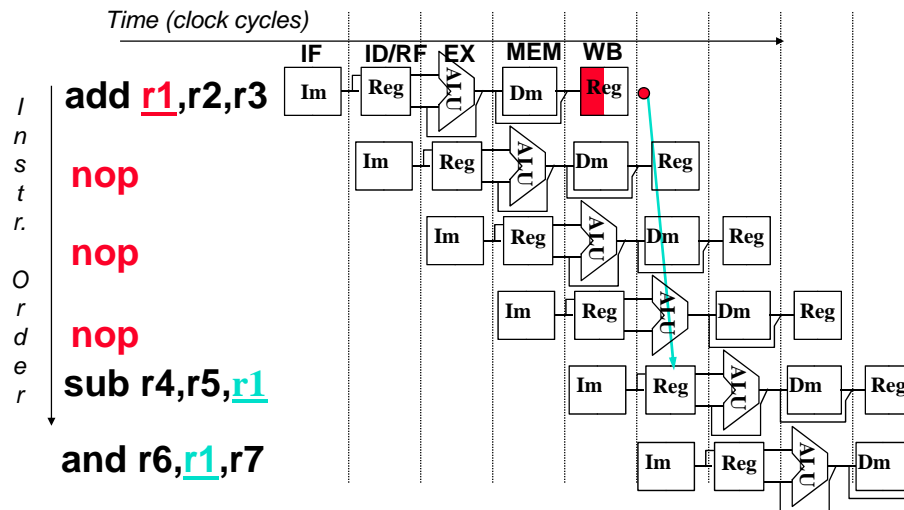 Time (clock cycles)
IF ID/RF EX MEM WB
Instr. Order
add r1,r2,r3
Im Reg ALU Dm Reg
nop
Im Reg ALU Dm Reg
nop
Im Reg ALU Dm Reg
nop
Im Reg ALU Dm Reg
sub r4,r5,r1
Im Reg ALU Dm Reg
and r6,r1,r7
Im Reg ALU Dm